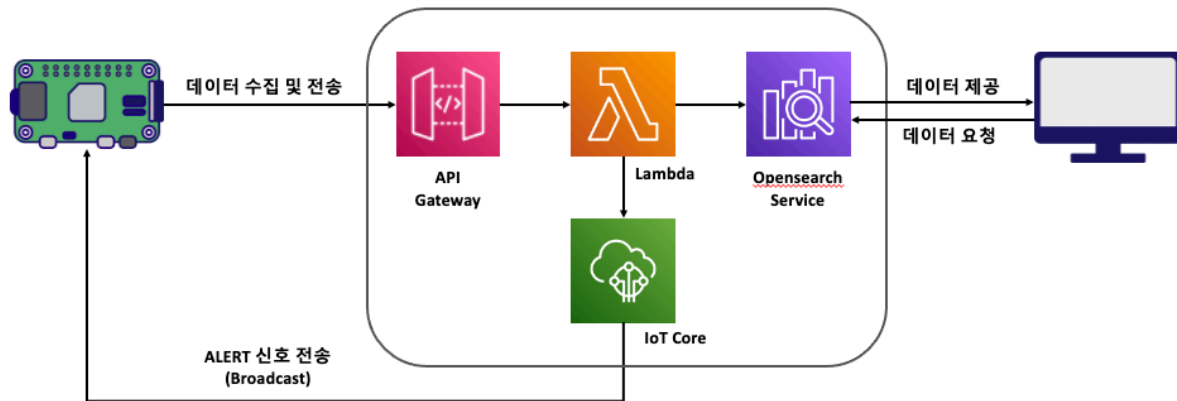 데이터 수집 및 전송
</>
API
Gateway
Lambda
Opensearch
Service
데이터 제공
데이터 요청
IoT Core
ALERT 신호 전송
(Broadcast)